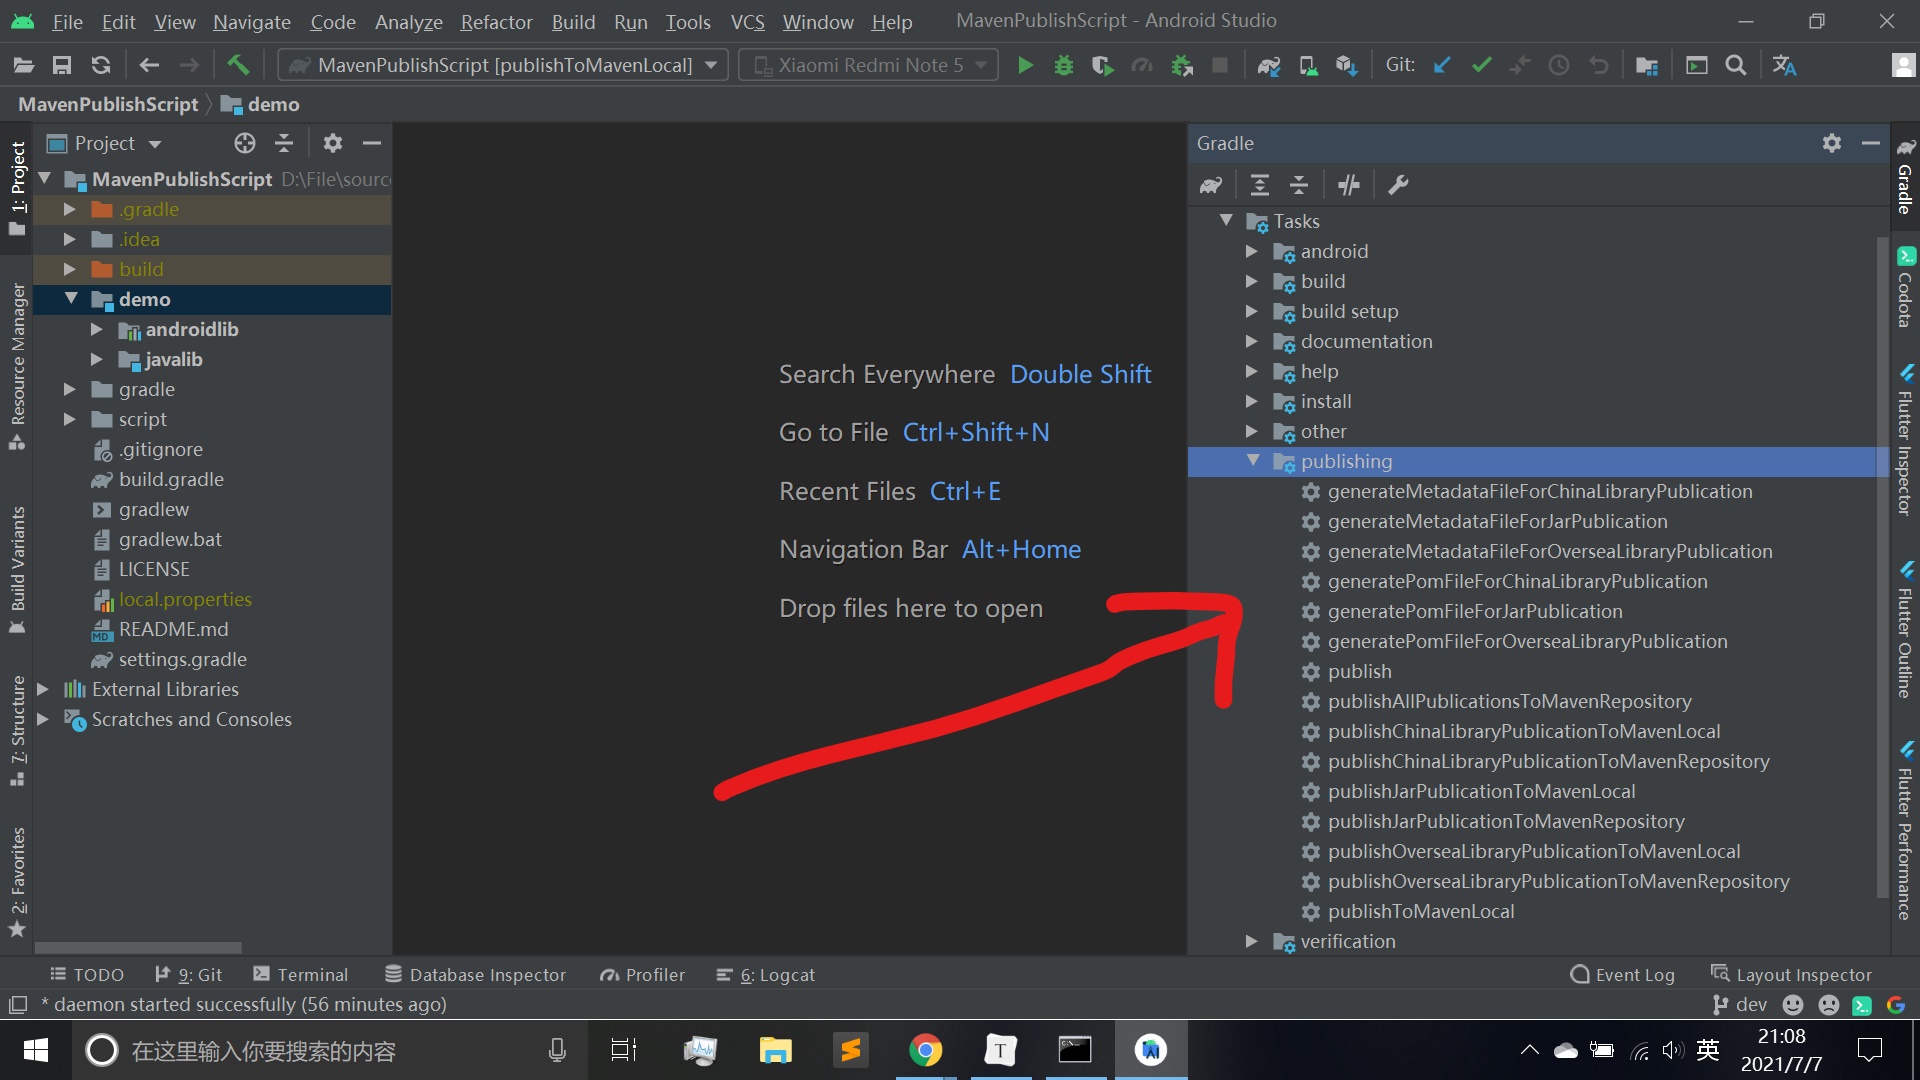 File Edit View Navigate Code Analyze Refactor Build Run Tools VCS Window Help MavenPublishScript - Android Studio
MavenPublishScript [publishToMavenLocal] Xiaomi Redmi Note 5 Git:
MavenPublishScript demo
1: Project
Resource Manager
Build Variants
7: Structure
2: Favorites
Project
MavenPublishScript D:\File\sourc
.gradle
.idea
build
demo
androidlib
javalib
gradle
script
.gitignore
build.gradle
gradlew
gradlew.bat
LICENSE
local.properties
README.md
settings.gradle
External Libraries
Scratches and Consoles
Search Everywhere Double Shift
Go to File Ctrl+Shift+N
Recent Files Ctrl+E
Navigation Bar Alt+Home
Drop files here to open
Gradle
Tasks
android
build
build setup
documentation
help
install
other
publishing
generateMetadataFileForChinaLibraryPublication
generateMetadataFileForJarPublication
generateMetadataFileForOverseaLibraryPublication
generatePomFileForChinaLibraryPublication
generatePomFileForJarPublication
generatePomFileForOverseaLibraryPublication
publish
publishAllPublicationsToMavenRepository
publishChinaLibraryPublicationToMavenLocal
publishChinaLibraryPublicationToMavenRepository
publishJarPublicationToMavenLocal
publishJarPublicationToMavenRepository
publishOverseaLibraryPublicationToMavenLocal
publishOverseaLibraryPublicationToMavenRepository
publishToMavenLocal
verification
Gradle
Codota
Flutter Inspector
Flutter Outline
Flutter Performance
TODO 9: Git Terminal Database Inspector Profiler 6: Logcat Event Log Layout Inspector
* daemon started successfully (56 minutes ago) dev
在这里输入你要搜索的内容
英
21:08
2021/7/7